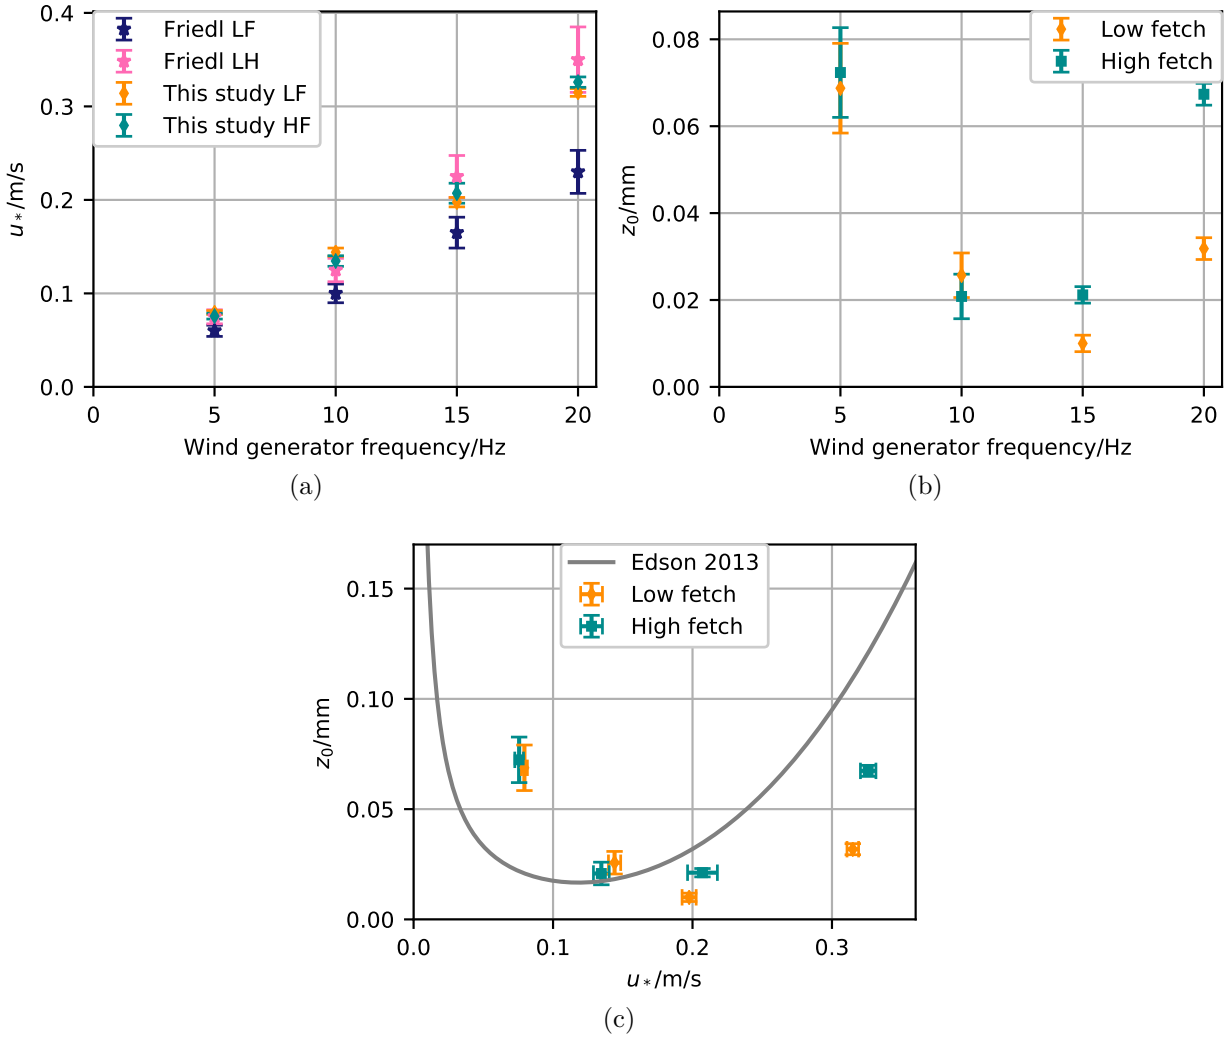 0.4
0.3
0.2
0.1
0.0
u*/m/s
Friedl LF
Friedl LH
This study LF
This study HF
0 5 10 15 20
Wind generator frequency/Hz
(a)
0.08
0.06
0.04
0.02
0.00
z0/mm
Low fetch
High fetch
0 5 10 15 20
Wind generator frequency/Hz
(b)
0.15
0.10
0.05
0.00
z0/mm
Edson 2013
Low fetch
High fetch
0.0 0.1 0.2 0.3
u*/m/s
(c)